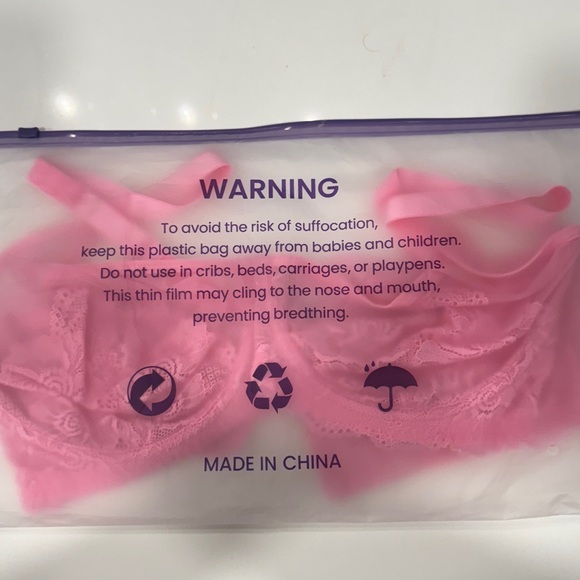 WARNING
To avoid the risk of suffocation,
keep this plastic bag away from babies and children.
Do not use in cribs, beds, carriages, or playpens.
This thin film may cling to the nose and mouth,
preventing bredthing.
MADE IN CHINA